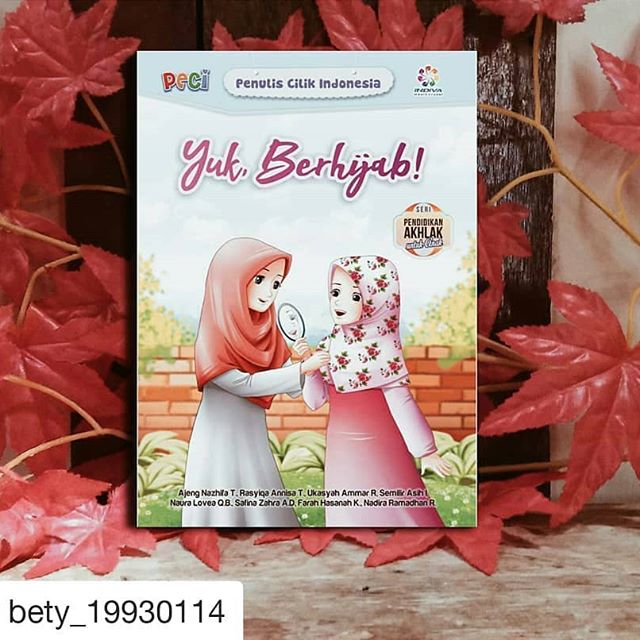 PeCi
Penulis Cilik Indonesia
INDIVA
Yuk, Berhijab!
SERI
PENDIDIKAN
AKHLAK
untuk Anak
Ajeng Nazhifa T., Rasyiqa Annisa T., Ukasyah Ammar R, Semilir Asih I,
Naura Lovea Q.B., Safina Zahra A.D, Farah Hasanah K., Nadira Ramadhan R.
bety_19930114